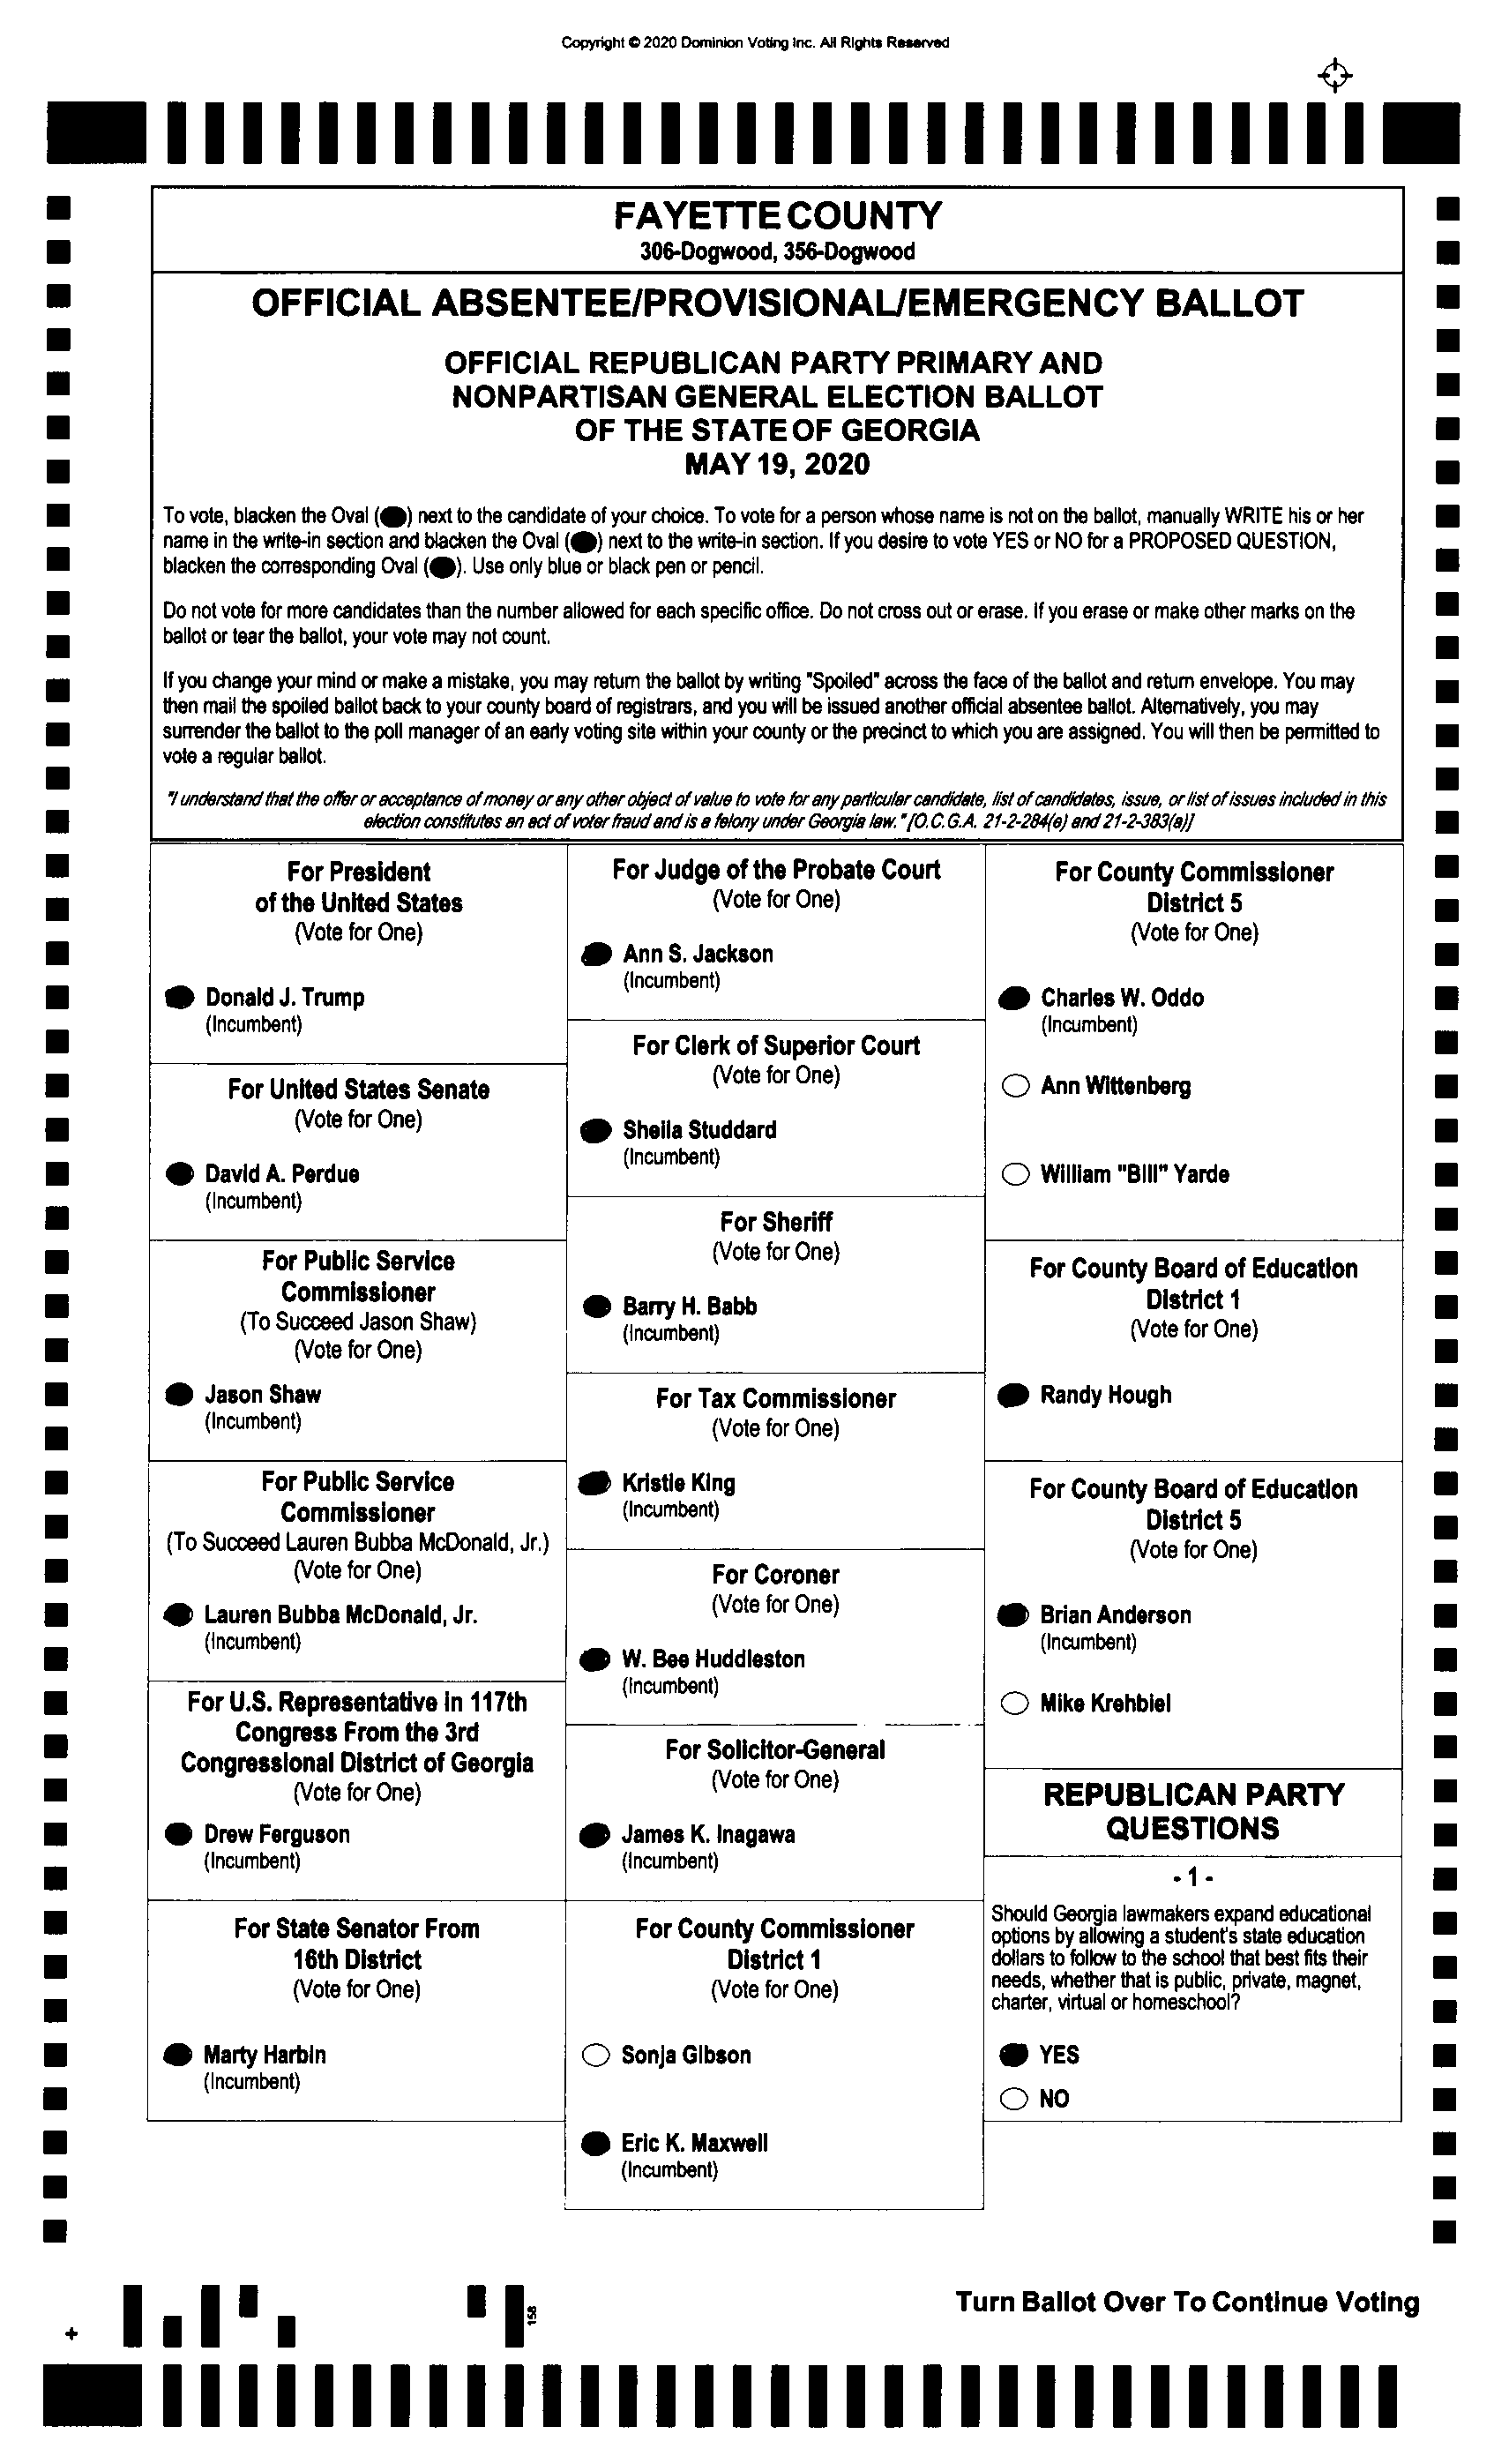 Copyright © 2020 Dominion Voting Inc. All Rights Reserved
FAYETTE COUNTY
306-Dogwood, 356-Dogwood
OFFICIAL ABSENTEE/PROVISIONAL/EMERGENCY BALLOT
OFFICIAL REPUBLICAN PARTY PRIMARY AND
NONPARTISAN GENERAL ELECTION BALLOT
OF THE STATE OF GEORGIA
MAY 19, 2020
To vote, blacken the Oval ( ) next to the candidate of your choice. To vote for a person whose name is not on the ballot, manually WRITE his or her
name in the write-in section and blacken the Oval ( ) next to the write-in section. If you desire to vote YES or NO for a PROPOSED QUESTION,
blacken the corresponding Oval ( ). Use only blue or black pen or pencil.
Do not vote for more candidates than the number allowed for each specific office. Do not cross out or erase. If you erase or make other marks on the
ballot or tear the ballot, your vote may not count.
If you change your mind or make a mistake, you may return the ballot by writing "Spoiled" across the face of the ballot and return envelope. You may
then mail the spoiled ballot back to your county board of registrars, and you will be issued another official absentee ballot. Alternatively, you may
surrender the ballot to the poll manager of an early voting site within your county or the precinct to which you are assigned. You will then be permitted to
vote a regular ballot.
"I understand that the offer or acceptance of money or any other object of value to vote for any particular candidate, list of candidates, issue, or list of issues included in this
election constitutes an act of voter fraud and is a felony under Georgia law." [O.C.G.A. 21-2-284(e) and 21-2-383(a)]
For President
of the United States
(Vote for One)
Donald J. Trump
(Incumbent)
For United States Senate
(Vote for One)
David A. Perdue
(Incumbent)
For Public Service
Commissioner
(To Succeed Jason Shaw)
(Vote for One)
Jason Shaw
(Incumbent)
For Public Service
Commissioner
(To Succeed Lauren Bubba McDonald, Jr.)
(Vote for One)
Lauren Bubba McDonald, Jr.
(Incumbent)
For U.S. Representative in 117th
Congress From the 3rd
Congressional District of Georgia
(Vote for One)
Drew Ferguson
(Incumbent)
For State Senator From
16th District
(Vote for One)
Marty Harbin
(Incumbent)
For Judge of the Probate Court
(Vote for One)
Ann S. Jackson
(Incumbent)
For Clerk of Superior Court
(Vote for One)
Sheila Studdard
(Incumbent)
For Sheriff
(Vote for One)
Barry H. Babb
(Incumbent)
For Tax Commissioner
(Vote for One)
Kristie King
(Incumbent)
For Coroner
(Vote for One)
W. Bee Huddleston
(Incumbent)
For Solicitor-General
(Vote for One)
James K. Inagawa
(Incumbent)
For County Commissioner
District 1
(Vote for One)
Sonja Gibson
Eric K. Maxwell
(Incumbent)
For County Commissioner
District 5
(Vote for One)
Charles W. Oddo
(Incumbent)
Ann Wittenberg
William "Bill" Yarde
For County Board of Education
District 1
(Vote for One)
Randy Hough
For County Board of Education
District 5
(Vote for One)
Brian Anderson
(Incumbent)
Mike Krehbiel
REPUBLICAN PARTY
QUESTIONS
- 1 -
Should Georgia lawmakers expand educational
options by allowing a student's state education
dollars to follow to the school that best fits their
needs, whether that is public, private, magnet,
charter, virtual or homeschool?
YES
NO
158
Turn Ballot Over To Continue Voting